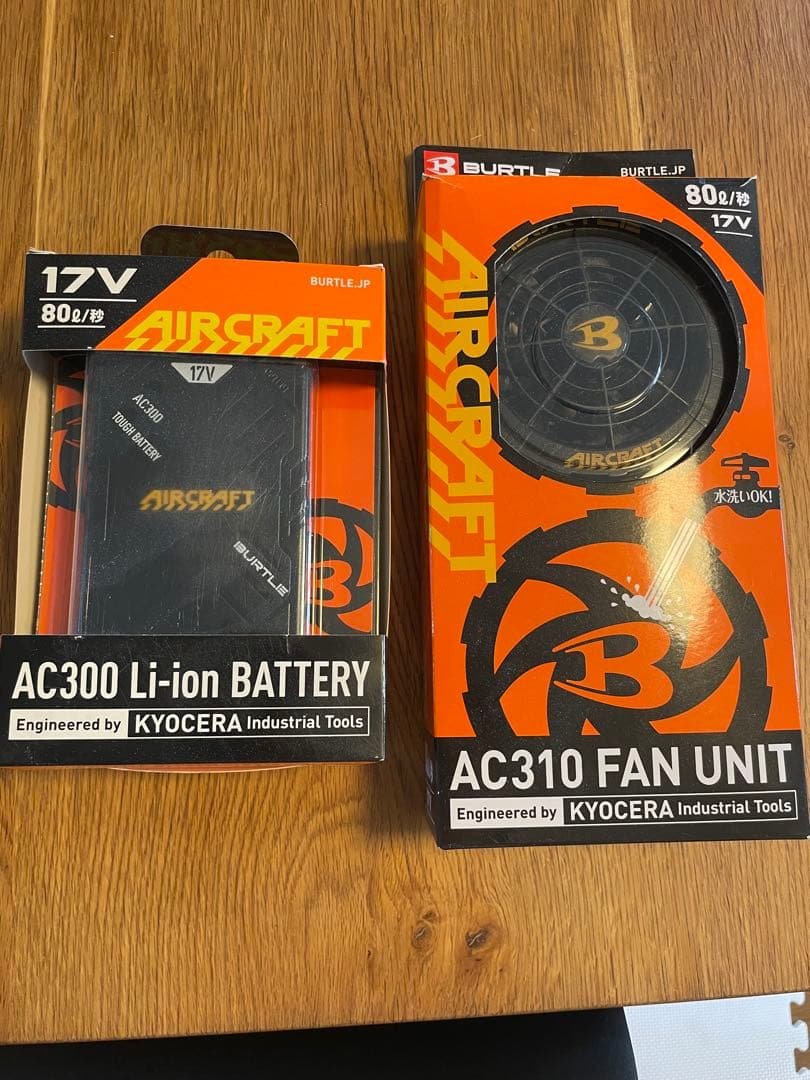 17V
80ℓ/秒
BURTLE.JP
AIRCRAFT
17V
AC300
TOUGH BATTERY
AIRCRAFT
BURTLE
B
AC300 Li-ion BATTERY
Engineered by KYOCERA Industrial Tools
B BURTLE
BURTLE.JP
80ℓ/秒
17V
AIRCRAFT
BURTLE
B
AIRCRAFT
水洗いOK!
B
AC310 FAN UNIT
Engineered by KYOCERA Industrial Tools